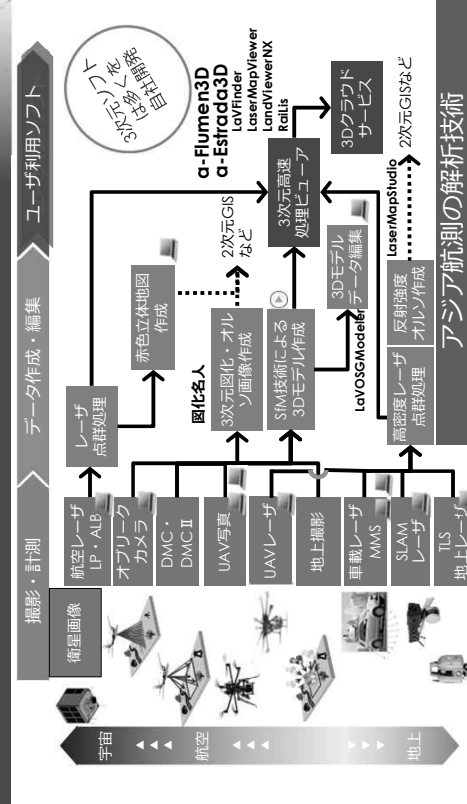 撮影・計測
データ作成・編集
ユーザ利用ソフト
3次元ソフト
は多くを
自社開発
宇宙
航空
地上
衛星画像
航空レーザ
LP・ALB
オブリーク
カメラ
DMC・
DMCⅡ
UAV写真
UAVレーザ
地上撮影
車載レーザ
MMS
SLAM
レーザ
TLS
地上レーザ
レーザ
点群処理
赤色立体地図
作成
図化名人
3次元図化・オル
ソ画像作成
2次元GIS
など
SfM技術による
3Dモデル作成
3Dモデル
データ編集
LaVOSGModeler
高密度レーザ
点群処理
反射強度
オルソ作成
LaserMapStudio
2次元GISなど
α-Flumen3D
α-Estrada3D
LaVFinder
LaserMapViewer
LandViewerNX
RaiLis
3次元高速
処理ビューア
3Dクラウド
サービス
アジア航測の解析技術